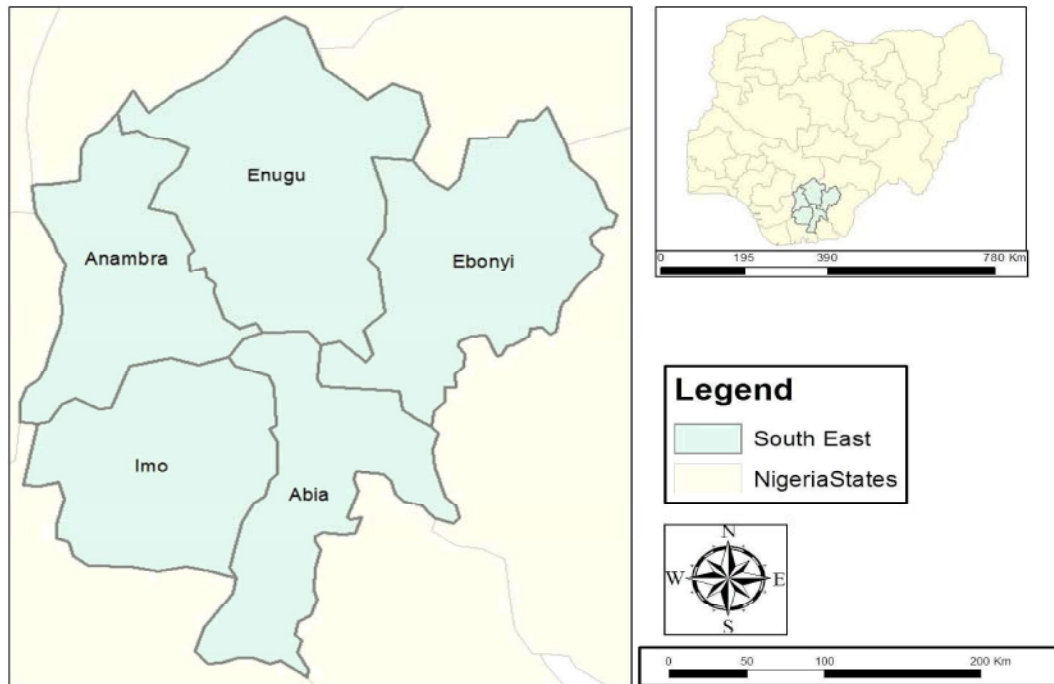 Enugu
Anambra
Ebonyi
Imo
Abia
0 195 390 780 Km
Legend
South East
NigeriaStates
N
W E
S
0 50 100 200 Km